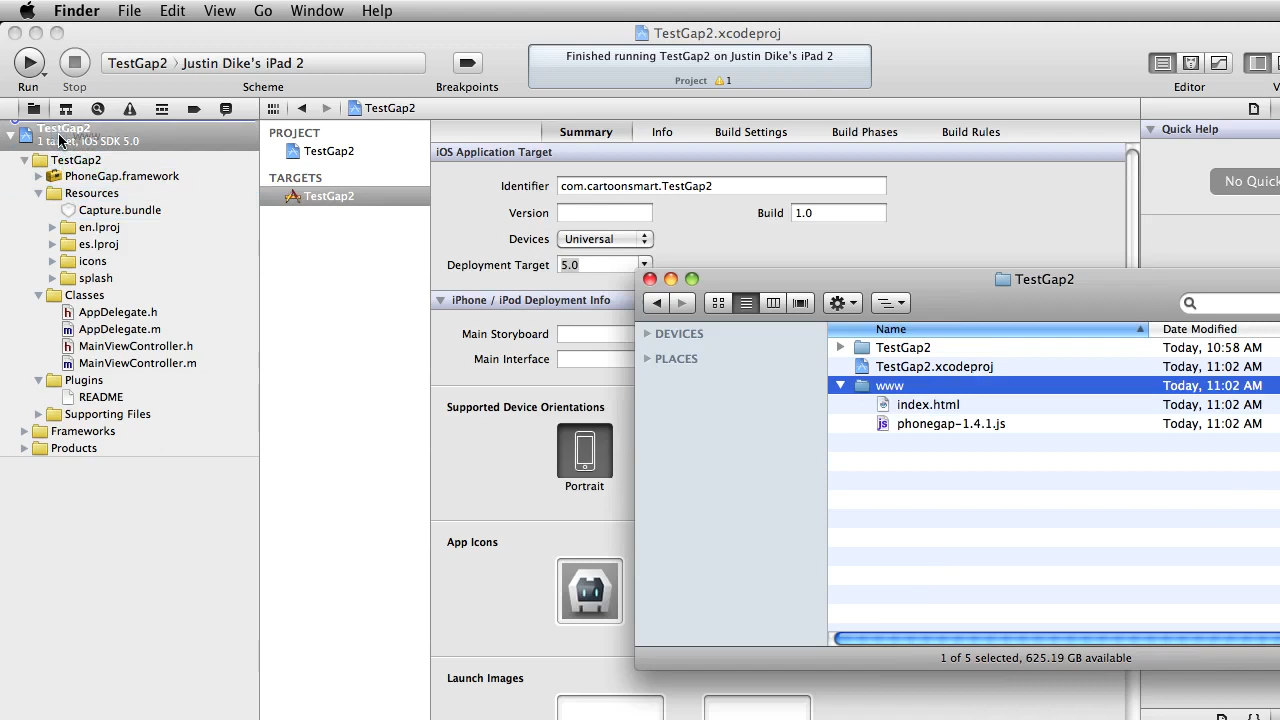 Finder File Edit View Go Window Help
TestGap2.xcodeproj
TestGap2 〉Justin Dike's iPad 2
Finished running TestGap2 on Justin Dike's iPad 2
Project 1
Run Stop Scheme Breakpoints Editor
TestGap2
1 target, iOS SDK 5.0
TestGap2
PhoneGap.framework
Resources
Capture.bundle
en.lproj
es.lproj
icons
splash
Classes
AppDelegate.h
AppDelegate.m
MainViewController.h
MainViewController.m
Plugins
README
Supporting Files
Frameworks
Products
TestGap2
PROJECT
TestGap2
TARGETS
TestGap2
Summary Info Build Settings Build Phases Build Rules
iOS Application Target
Identifier com.cartoonsmart.TestGap2
Version Build 1.0
Devices Universal
Deployment Target 5.0
iPhone / iPod Deployment Info
Main Storyboard
Main Interface
Supported Device Orientations
Portrait
App Icons
Launch Images
Quick Help
No Quic
TestGap2
DEVICES
PLACES
Name Date Modified
TestGap2 Today, 10:58 AM
TestGap2.xcodeproj Today, 11:02 AM
www Today, 11:02 AM
index.html Today, 11:02 AM
phonegap-1.4.1.js Today, 11:02 AM
1 of 5 selected, 625.19 GB available